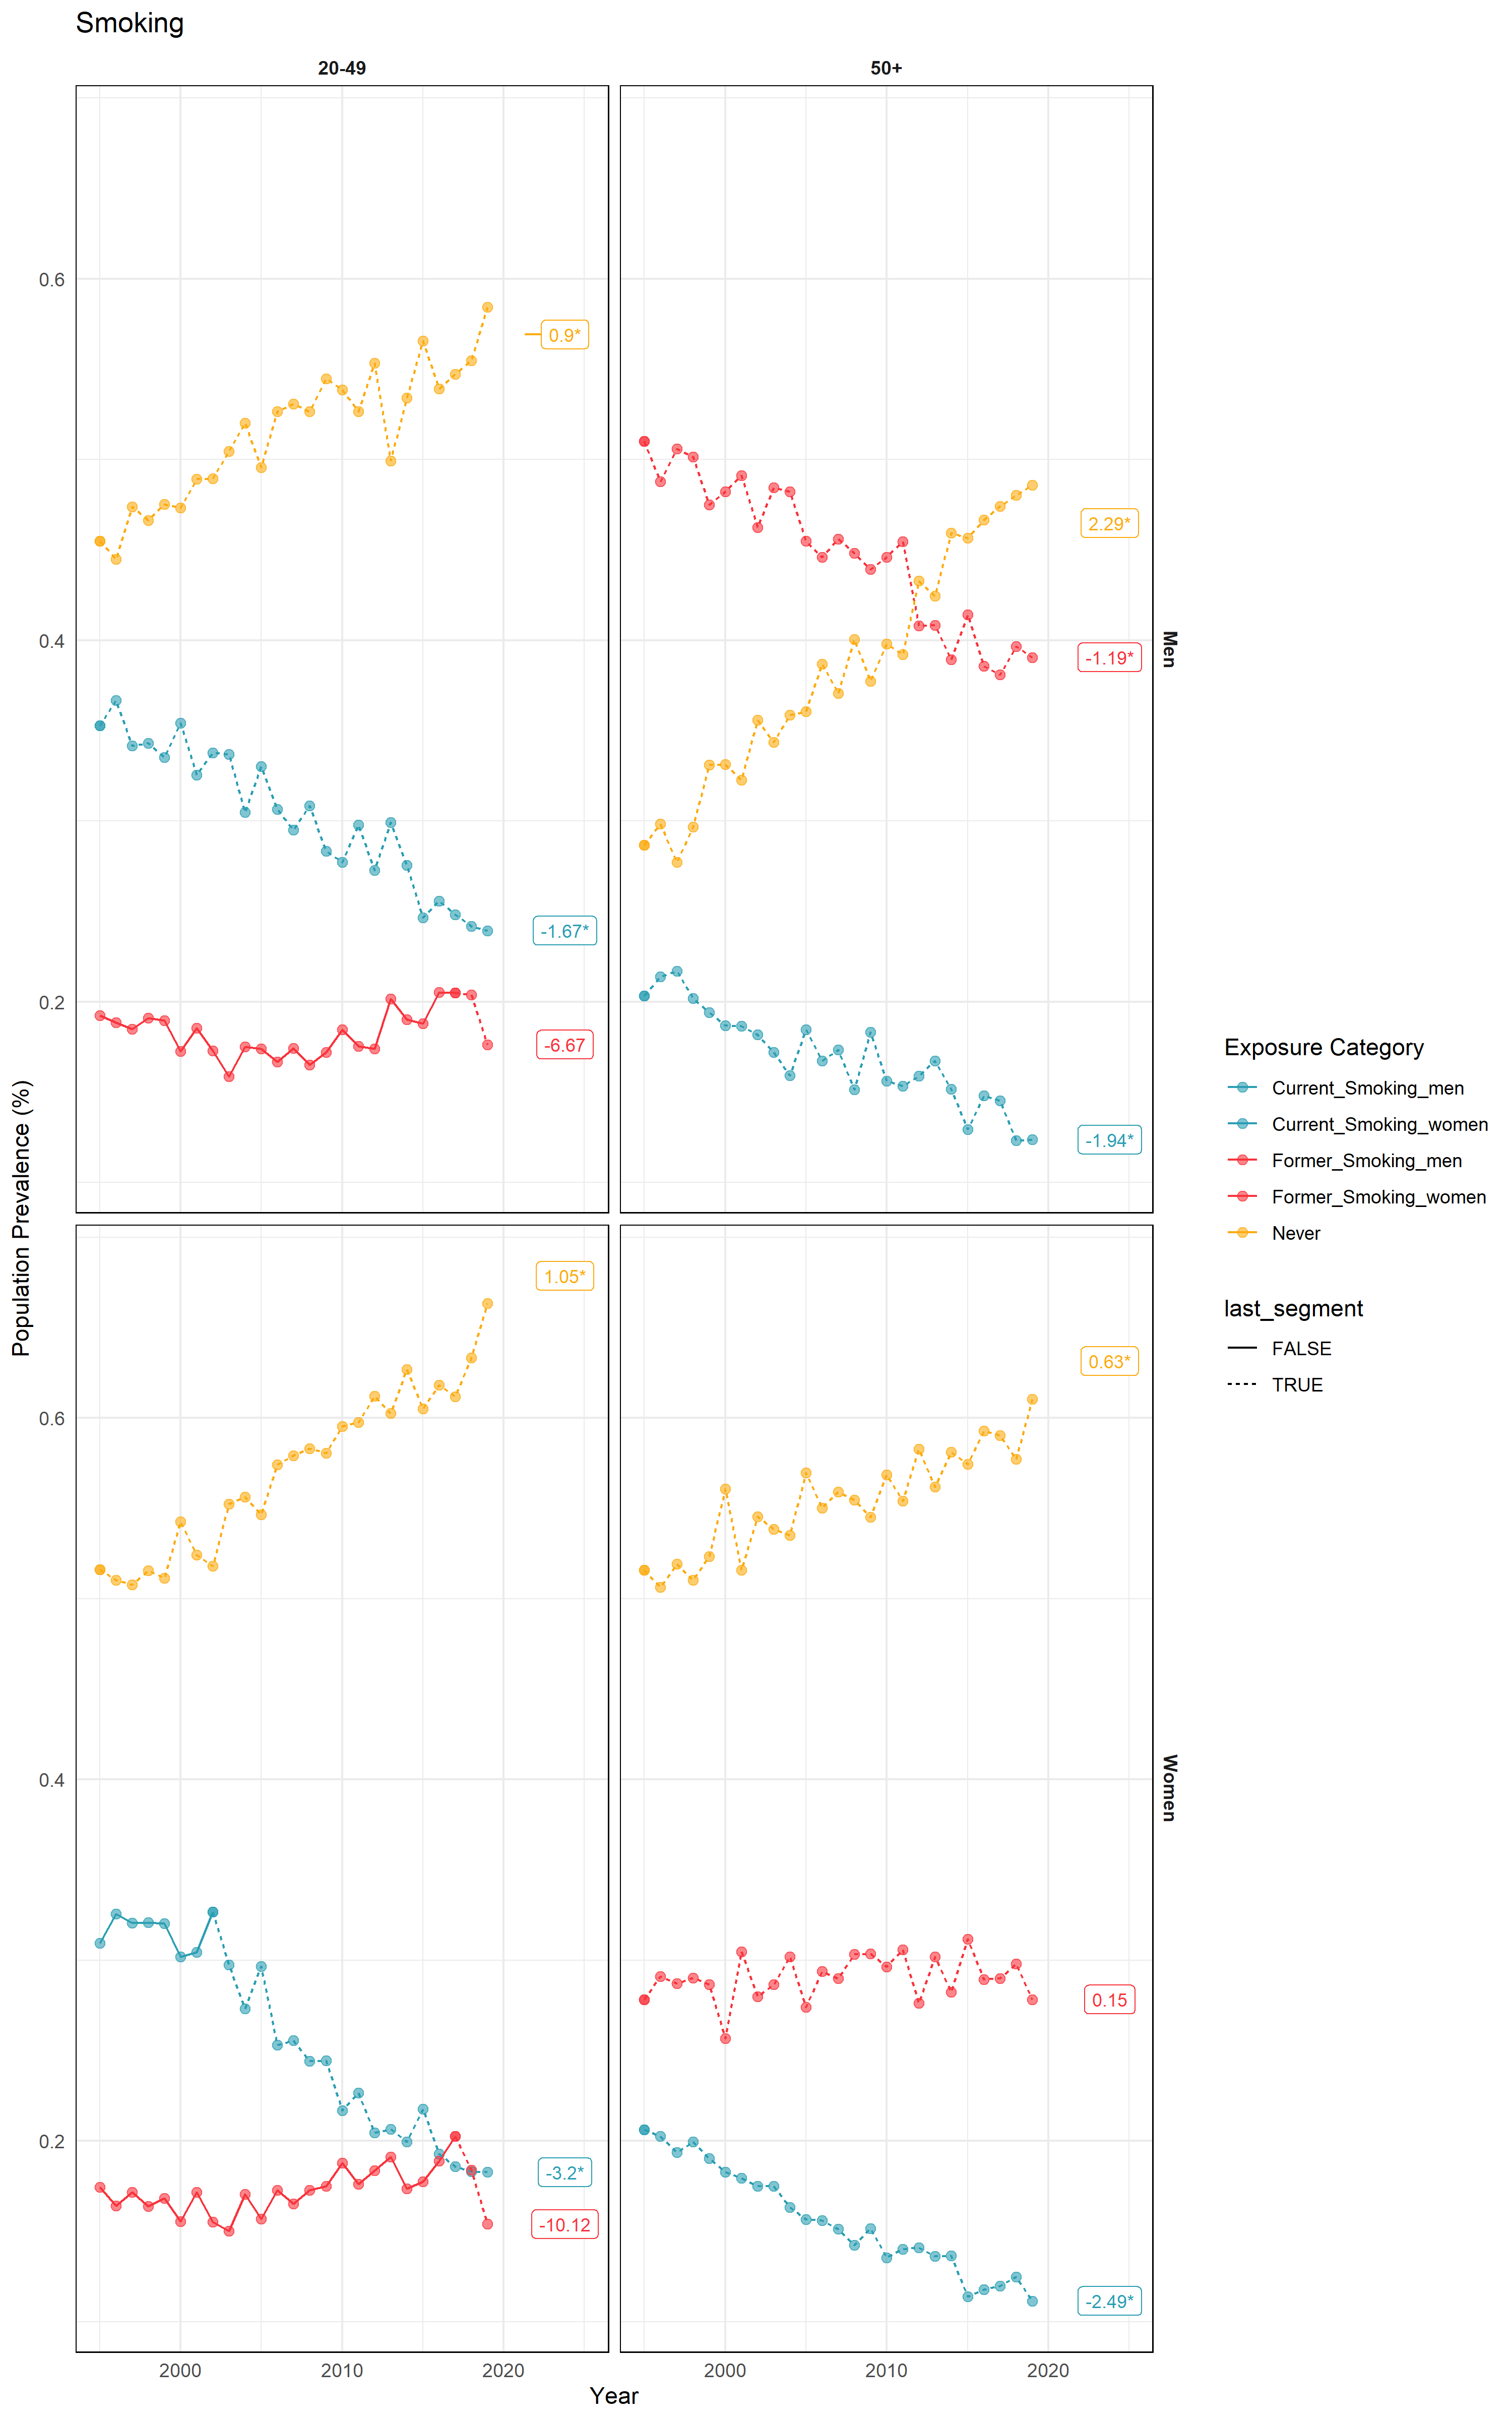 Smoking
20-49
50+
0.6
0.4
0.2
0.9*
-1.67*
-6.67
2.29*
-1.19*
-1.94*
Men
0.6
0.4
0.2
1.05*
-3.2*
-10.12
0.63*
0.15
-2.49*
Women
2000
2010
2020
2000
2010
2020
Year
Population Prevalence (%)
Exposure Category
Current_Smoking_men
Current_Smoking_women
Former_Smoking_men
Former_Smoking_women
Never
last_segment
FALSE
TRUE